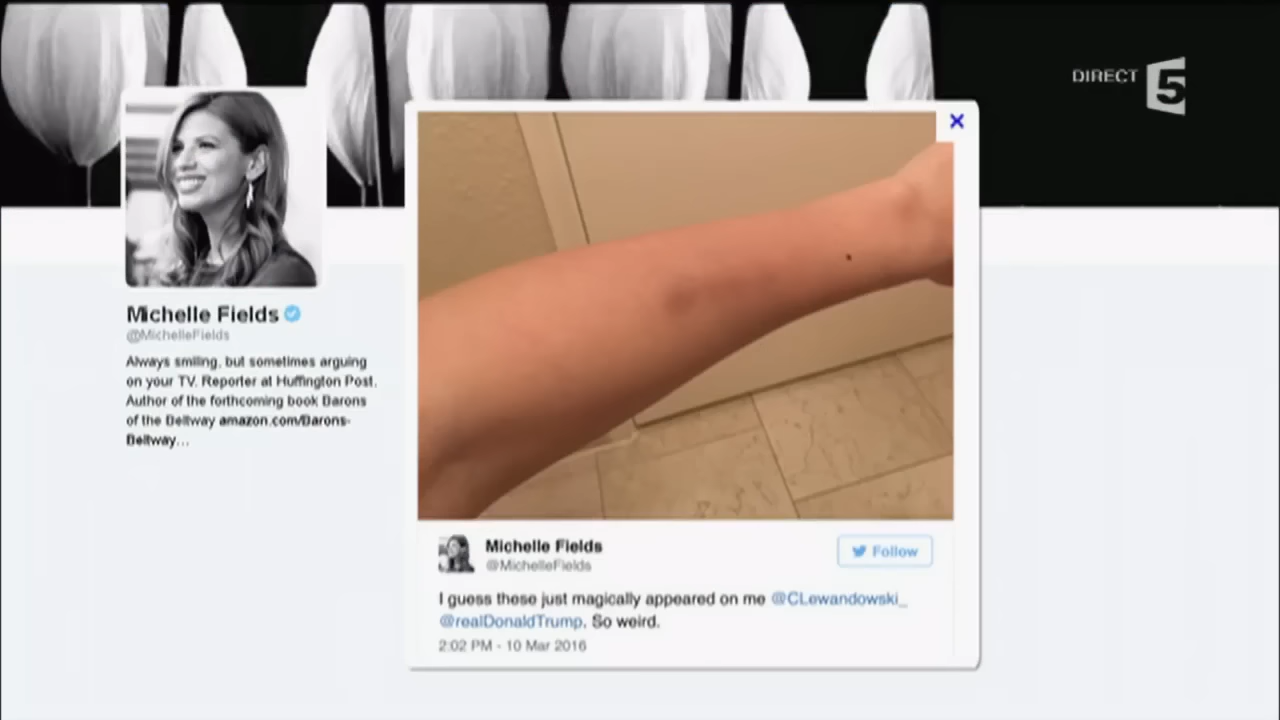 DIRECT 5
Michelle Fields
@MichelleFields
Always smiling, but sometimes arguing
on your TV. Reporter at Huffington Post.
Author of the forthcoming book Barons
of the Beltway amazon.com/Barons-
Beltway...
Michelle Fields
@MichelleFields
Follow
I guess these just magically appeared on me @CLewandowski_
@realDonaldTrump. So weird.
2:02 PM - 10 Mar 2016